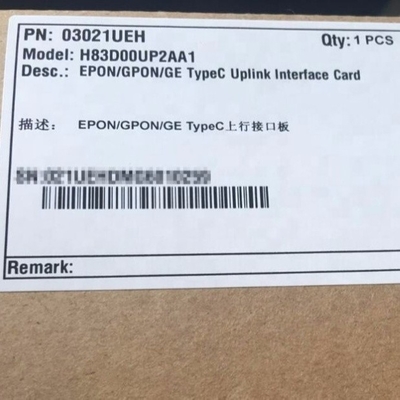 PN: 03021UEH Qty: 1 PCS
Model: H83D00UP2AA1
Desc.: EPON/GPON/GE TypeC Uplink Interface Card
描述: EPON/GPON/GE TypeC上行接口板
Remark: